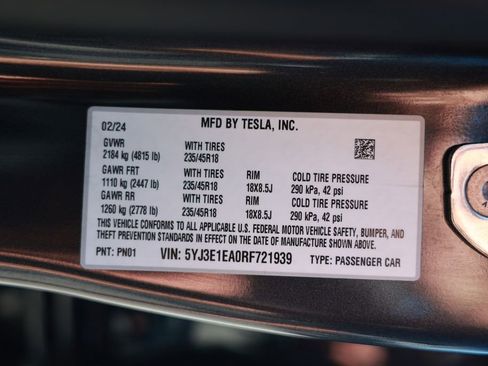 MFD BY TESLA, INC.
02/24
GVWR WITH TIRES
2184 kg (4815 lb) 235/45R18
GAWR FRT WITH TIRES RIM COLD TIRE PRESSURE
1110 kg (2447 lb) 235/45R18 18X8.5J 290 kPa, 42 psi
GAWR RR WITH TIRES RIM COLD TIRE PRESSURE
1260 kg (2778 lb) 235/45R18 18X8.5J 290 kPa, 42 psi
THIS VEHICLE CONFORMS TO ALL APPLICABLE U.S. FEDERAL MOTOR VEHICLE SAFETY, BUMPER, AND
THEFT PREVENTION STANDARDS IN EFFECT ON THE DATE OF MANUFACTURE SHOWN ABOVE.
PNT: PN01 VIN: 5YJ3E1EA0RF721939 TYPE: PASSENGER CAR